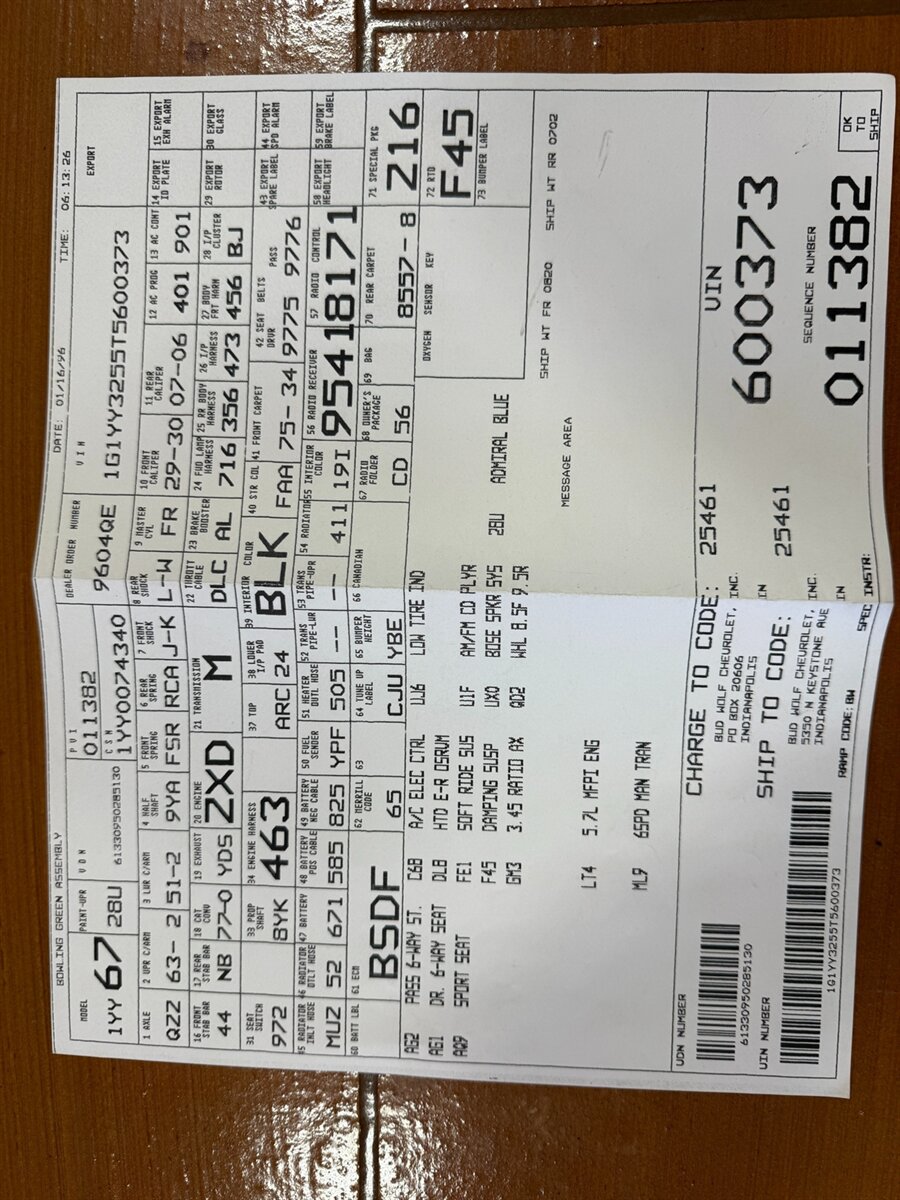 BOWLING GREEN ASSEMBLY DATE: 01/16/96 TIME: 06:13:26
MODEL PAINT-UPR VDN PVI DEALER ORDER NUMBER VIN EXPORT
1YY 67 28U 61330950285130 011382 9604QE 1G1YY3255T5600373
CSN
1YY0074340
1 AXLE 2 UPR C/ARM 3 LWR C/ARM 4 HALF SHAFT 5 FRONT SPRING 6 REAR SPRING 7 FRONT SHOCK 8 REAR SHOCK 9 MASTER CYL 10 FRONT CALIPER 11 REAR CALIPER 12 AC PROG 13 AC CONT 14 EXPORT ID PLATE 15 EXPORT EXH ALARM
QZZ 63- 2 51-2 9YA FSR RCA J-K L-W FR 29-30 07-06 401 901
16 FRONT STAB BAR 17 REAR STAB BAR 18 CAT CONV 19 EXHAUST 20 ENGINE 21 TRANSMISSION 22 THROTT CABLE 23 BRAKE BOOSTER 24 FWD LAMP HARNESS 25 RR BODY HARNESS 26 I/P HARNESS 27 BODY FRT HARN 28 I/P CLUSTER 29 EXPORT ROTOR 30 EXPORT GLASS
44 NB 77-0 YDS ZXD M DLC AL 716 356 473 456 BJ
31 SEAT SWITCH 33 PROP SHAFT 34 ENGINE HARNESS 37 TOP 38 LOWER I/P PAD 39 INTERIOR COLOR 40 STR COL 41 FRONT CARPET 42 SEAT BELTS DRVR PASS 43 EXPORT SPARE LABEL 44 EXPORT SPD ALARM
972 8YK 463 ARC 24 BLK FAA 75- 34 9775 9776
45 RADIATOR INLT HOSE 46 RADIATOR OTLT HOSE 47 BATTERY 48 BATTERY POS CABLE 49 BATTERY NEG CABLE 50 FUEL SENDER 51 HEATER OUTL HOSE 52 TRANS PIPE-LWR 53 TRANS PIPE-UPR 54 RADIATOR 55 INTERIOR COLOR 56 RADIO RECEIVER 57 RADIO CONTROL 58 EXPORT HEADLIGHT 59 EXPORT BRAKE LABEL
MUZ 52 671 585 825 YPF 505 -- -- 411 19I 95418171
60 BATT LBL 61 ECM 62 MERRILL CODE 63 64 TUNE UP LABEL 65 BUMPER HEIGHT 66 CANADIAN 67 RADIO FOLDER 68 OWNER'S PACKAGE 69 BAG 70 REAR CARPET 71 SPECIAL PKG
BSDF 65 CJU YBE CD 56 8557- 8 Z16
AG2 PASS 6-WAY ST. C6B A/C ELEC CTRL UJ6 LOW TIRE IND OXYGEN SENSOR KEY 72 RTD
AG1 DR. 6-WAY SEAT DL8 HTD E-R OSRVM F45
AQ9 SPORT SEAT FE1 SOFT RIDE SUS U1F AM/FM CD PLYR 73 BUMPER LABEL
F45 DAMPING SUSP UX0 BOSE SPKR SYS 28U ADMIRAL BLUE
GM3 3.45 RATIO AX QD2 WHL 8.5F 9.5R
SHIP WT FR 0820 SHIP WT RR 0702
MESSAGE AREA
LT4 5.7L MFPI ENG
ML9 6SPD MAN TRAN
VDN NUMBER CHARGE TO CODE: 25461 VIN
61330950285130 BUD WOLF CHEVROLET, INC. 600373
PO BOX 20606
INDIANAPOLIS IN
VIN NUMBER SHIP TO CODE: 25461 SEQUENCE NUMBER
BUD WOLF CHEVROLET, INC. 011382
5350 N KEYSTONE AVE
INDIANAPOLIS IN
1G1YY3255T5600373 RAMP CODE: BW SPEC INSTR: OK TO SHIP